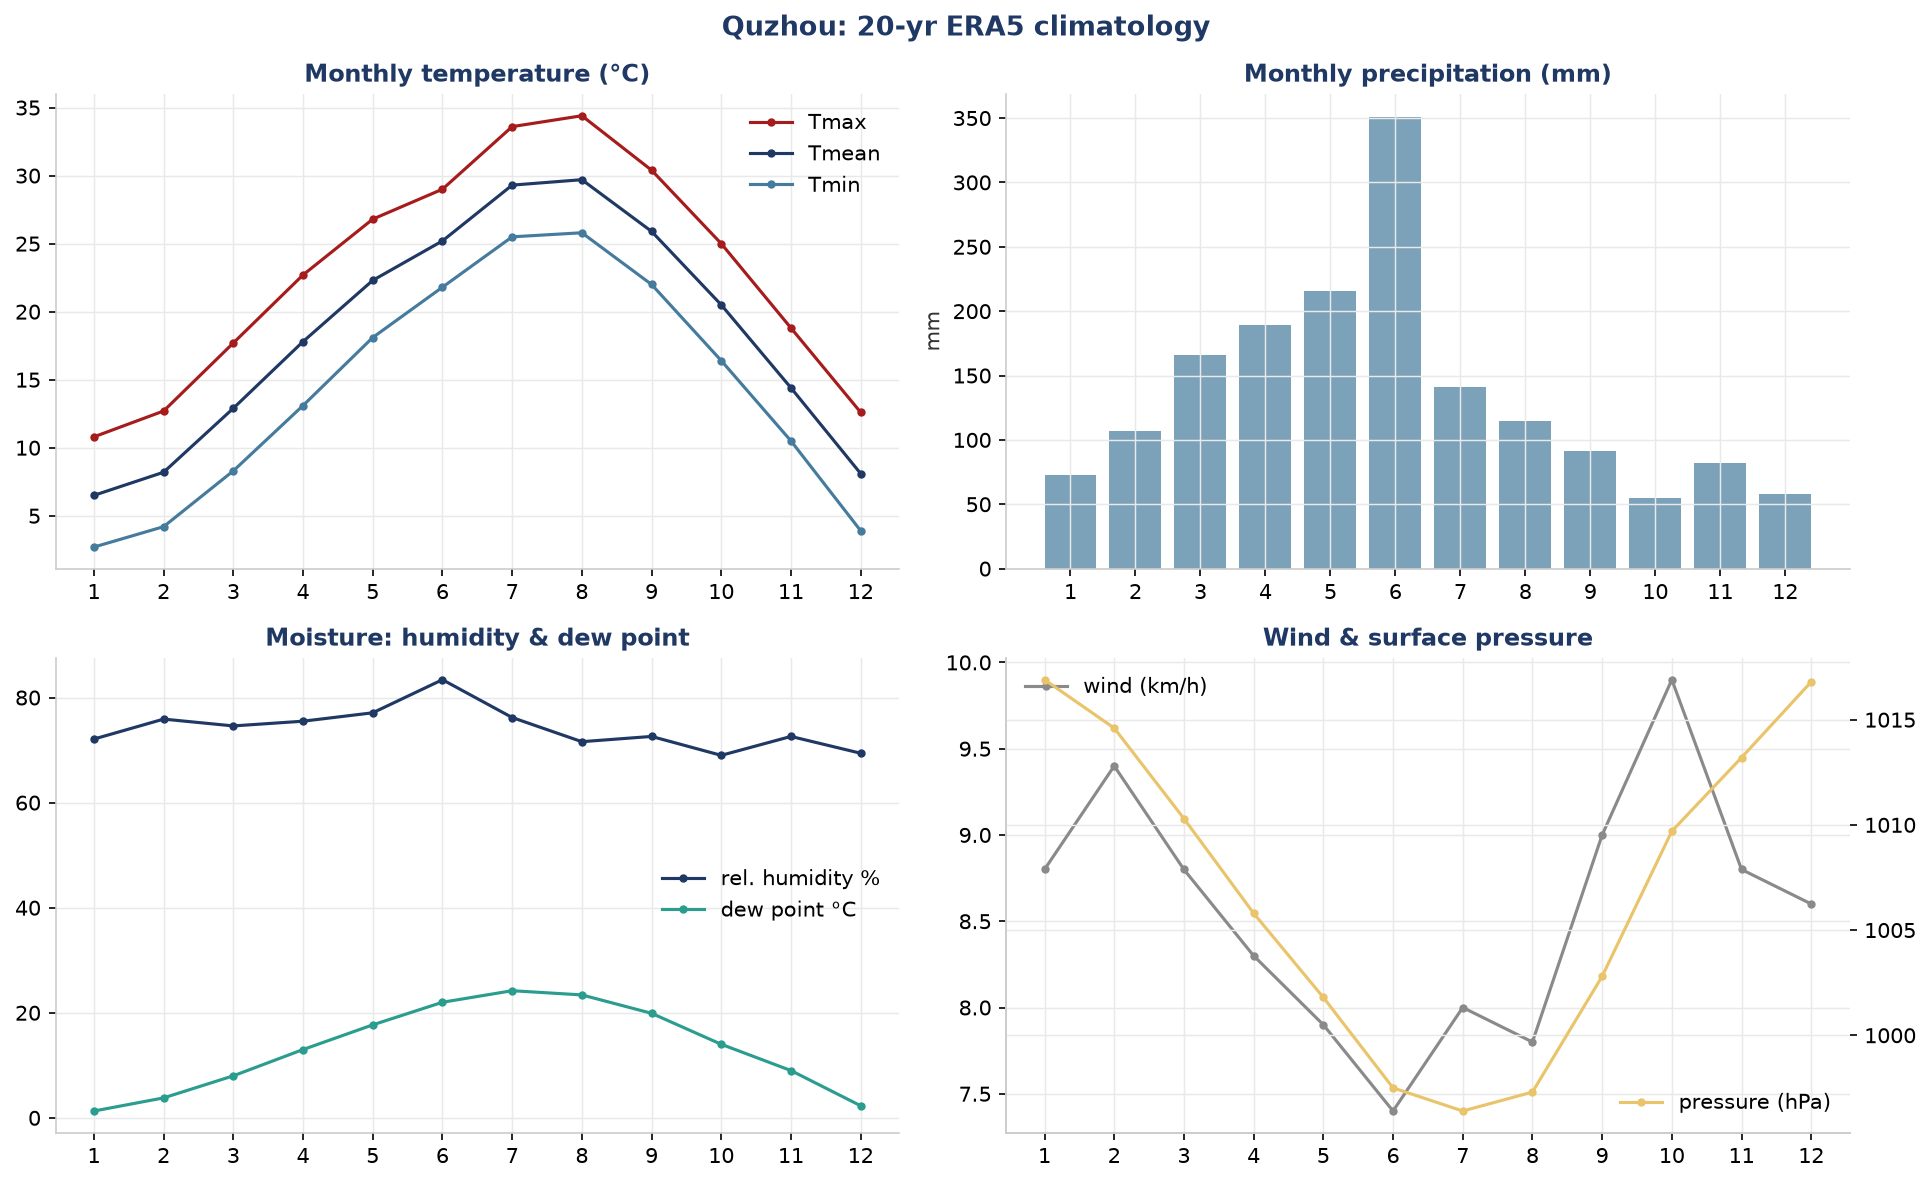 Quzhou: 20-yr ERA5 climatology
Monthly temperature (°C)
35
30
25
20
15
10
5
Tmax
Tmean
Tmin
1 2 3 4 5 6 7 8 9 10 11 12
Monthly precipitation (mm)
mm
350
300
250
200
150
100
50
0
1 2 3 4 5 6 7 8 9 10 11 12
Moisture: humidity & dew point
80
60
40
20
0
rel. humidity %
dew point °C
1 2 3 4 5 6 7 8 9 10 11 12
Wind & surface pressure
10.0
9.5
9.0
8.5
8.0
7.5
wind (km/h)
1015
1010
1005
1000
pressure (hPa)
1 2 3 4 5 6 7 8 9 10 11 12